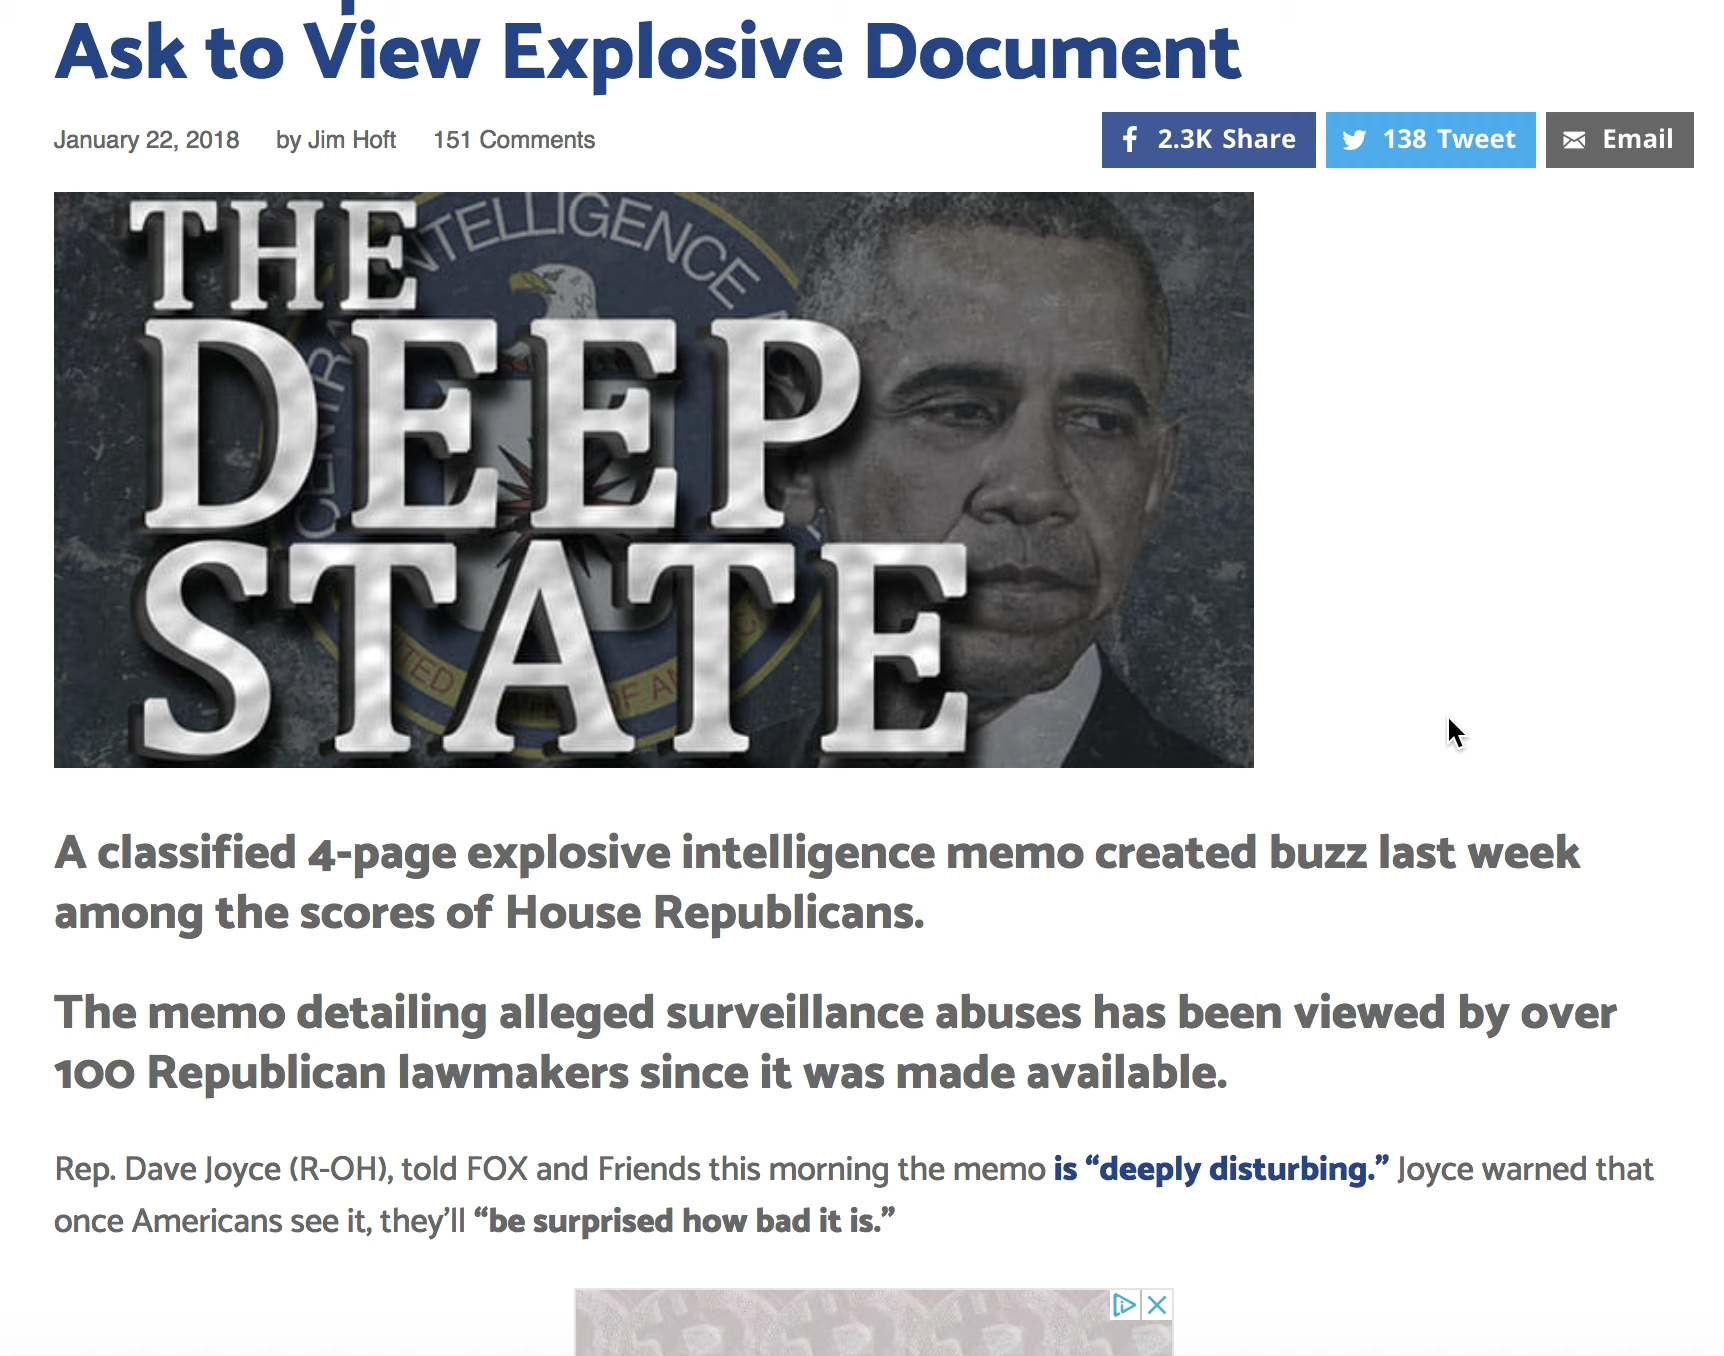 Ask to View Explosive Document
January 22, 2018 by Jim Hoft 151 Comments
2.3K Share 138 Tweet Email
INTELLIGENCE
THE
DEEP
STATE
A classified 4-page explosive intelligence memo created buzz last week
among the scores of House Republicans.
The memo detailing alleged surveillance abuses has been viewed by over
100 Republican lawmakers since it was made available.
Rep. Dave Joyce (R-OH), told FOX and Friends this morning the memo is “deeply disturbing.” Joyce warned that
once Americans see it, they’ll “be surprised how bad it is.”